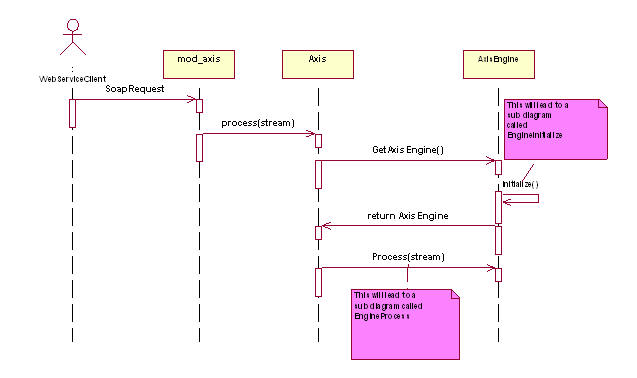 :
WebServiceClient
mod_axis
Axis
AxisEngine
SoapRequest
process(stream)
GetAxis Engine()
This will lead to a
sub diagram
called
EngineInitialize
initialize()
return Axis Engine
Process(stream)
This will lead to a
sub diagram called
EngineProcess